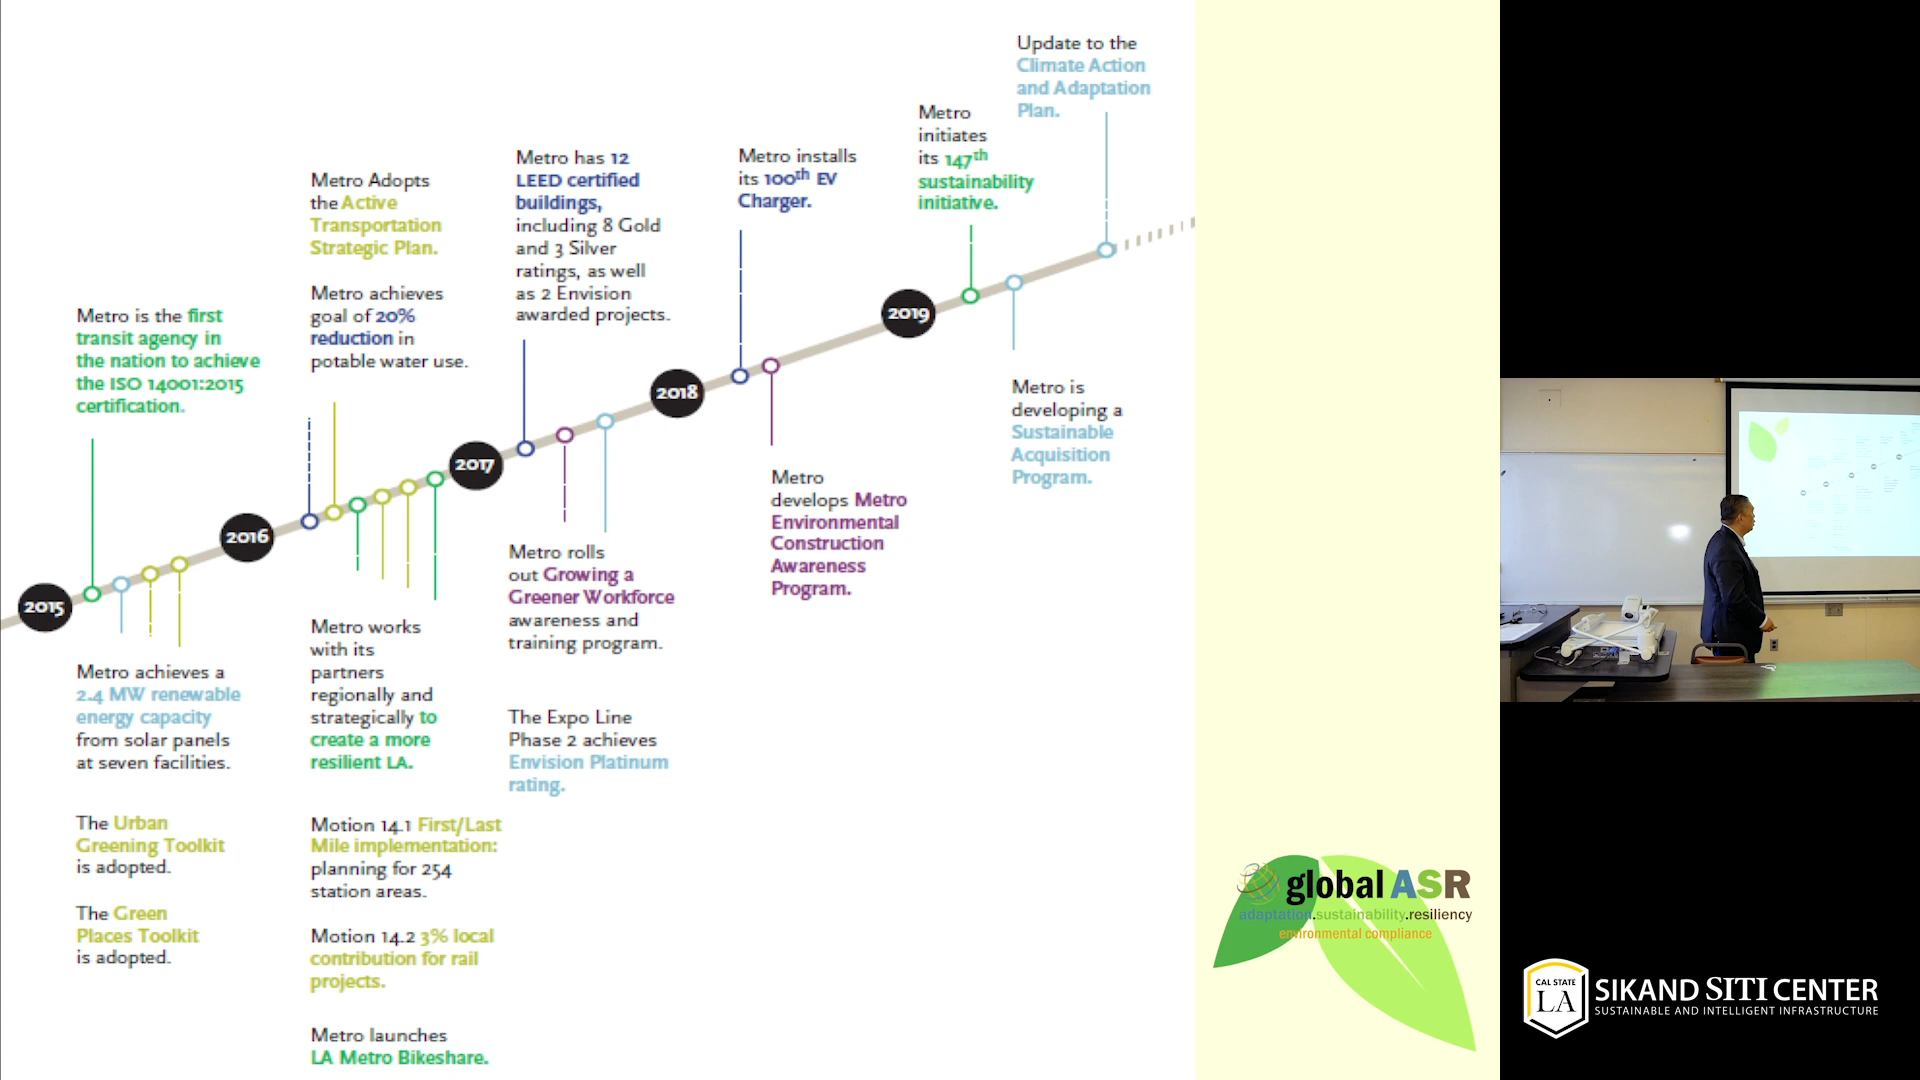 Update to the
Climate Action
and Adaptation
Plan.
Metro
initiates
its 147th
sustainability
initiative.
Metro installs
its 100th EV
Charger.
Metro has 12
LEED certified
buildings,
including 8 Gold
and 3 Silver
ratings, as well
as 2 Envision
awarded projects.
Metro Adopts
the Active
Transportation
Strategic Plan.
Metro achieves
goal of 20%
reduction in
potable water use.
Metro is the first
transit agency in
the nation to achieve
the ISO 14001:2015
certification.
2015
2016
2017
2018
2019
Metro achieves a
2.4 MW renewable
energy capacity
from solar panels
at seven facilities.
The Urban
Greening Toolkit
is adopted.
The Green
Places Toolkit
is adopted.
Metro works
with its
partners
regionally and
strategically to
create a more
resilient LA.
Motion 14.1 First/Last
Mile implementation:
planning for 254
station areas.
Motion 14.2 3% local
contribution for rail
projects.
Metro launches
LA Metro Bikeshare.
Metro rolls
out Growing a
Greener Workforce
awareness and
training program.
The Expo Line
Phase 2 achieves
Envision Platinum
rating.
Metro
develops Metro
Environmental
Construction
Awareness
Program.
Metro is
developing a
Sustainable
Acquisition
Program.
global ASR
adaptation.sustainability.resiliency
environmental compliance
CAL STATE
LA
SIKAND SITI CENTER
SUSTAINABLE AND INTELLIGENT INFRASTRUCTURE